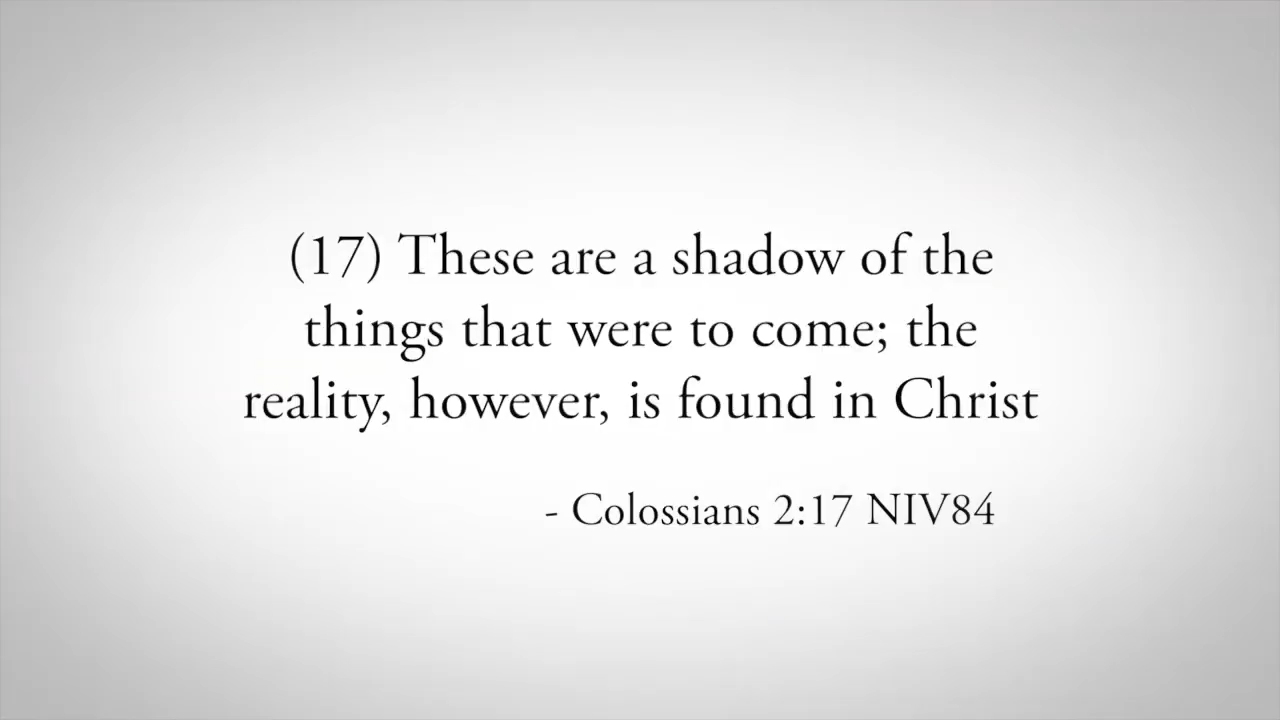 (17) These are a shadow of the
things that were to come; the
reality, however, is found in Christ
- Colossians 2:17 NIV84